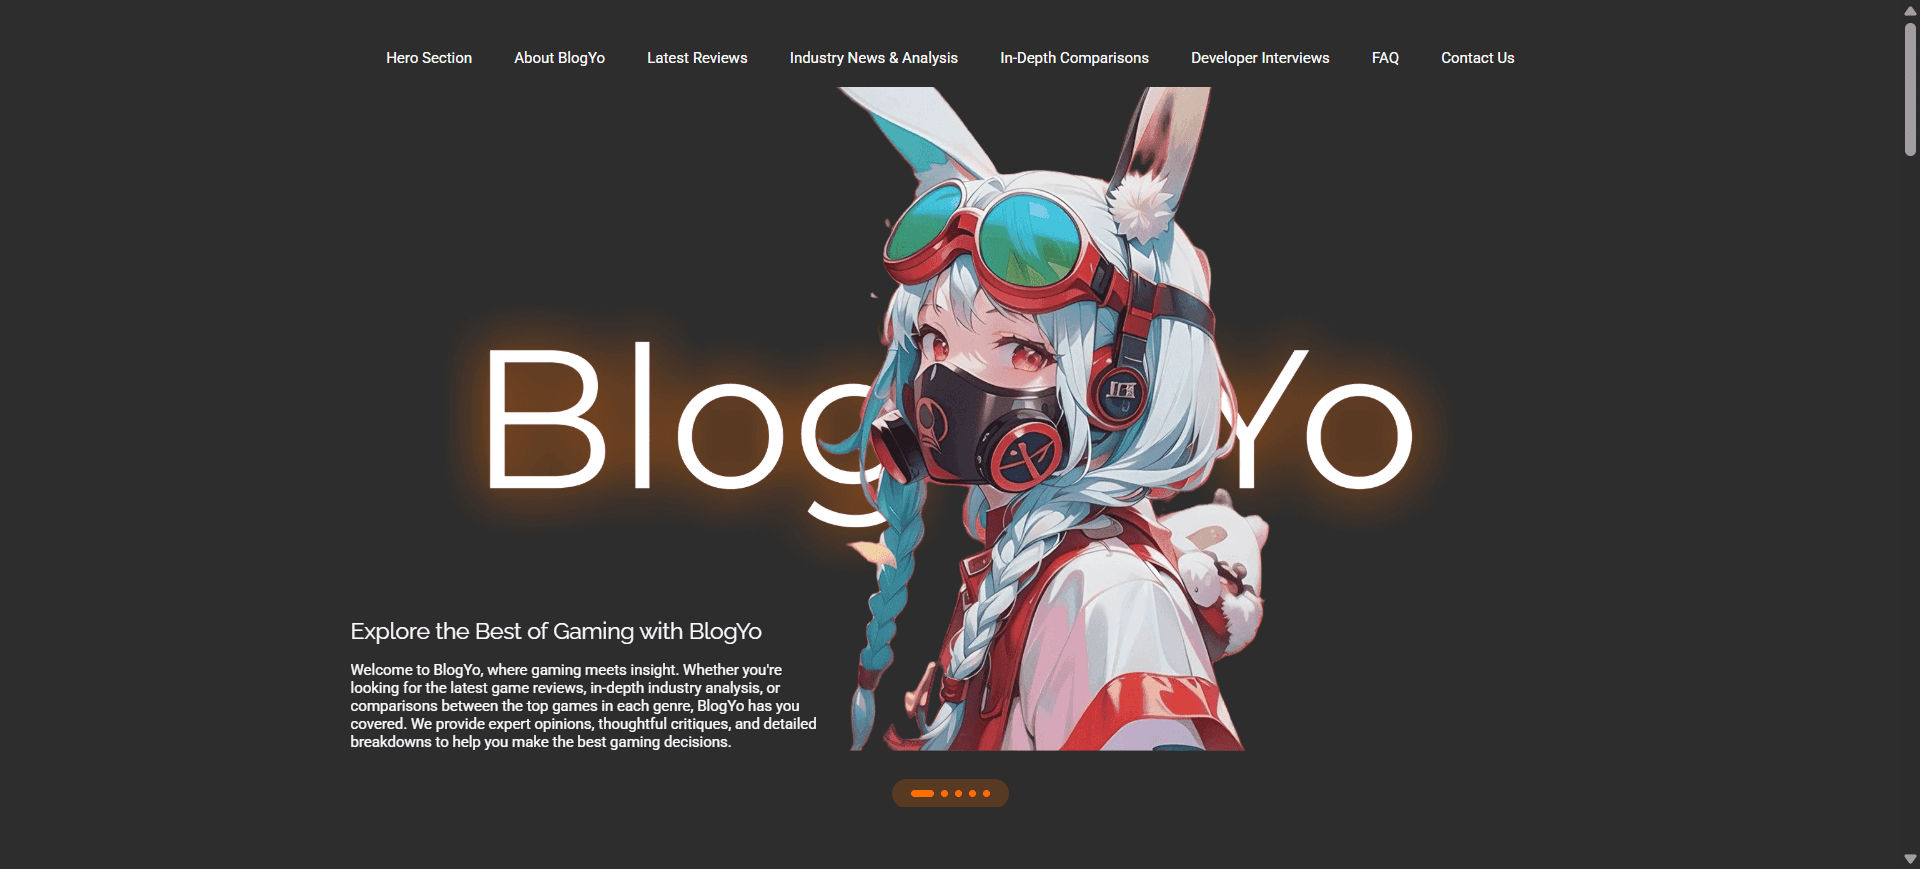 Hero Section About BlogYo Latest Reviews Industry News & Analysis In-Depth Comparisons Developer Interviews FAQ Contact Us
Blog Yo
Explore the Best of Gaming with BlogYo
Welcome to BlogYo, where gaming meets insight. Whether you're
looking for the latest game reviews, in-depth industry analysis, or
comparisons between the top games in each genre, BlogYo has you
covered. We provide expert opinions, thoughtful critiques, and detailed
breakdowns to help you make the best gaming decisions.